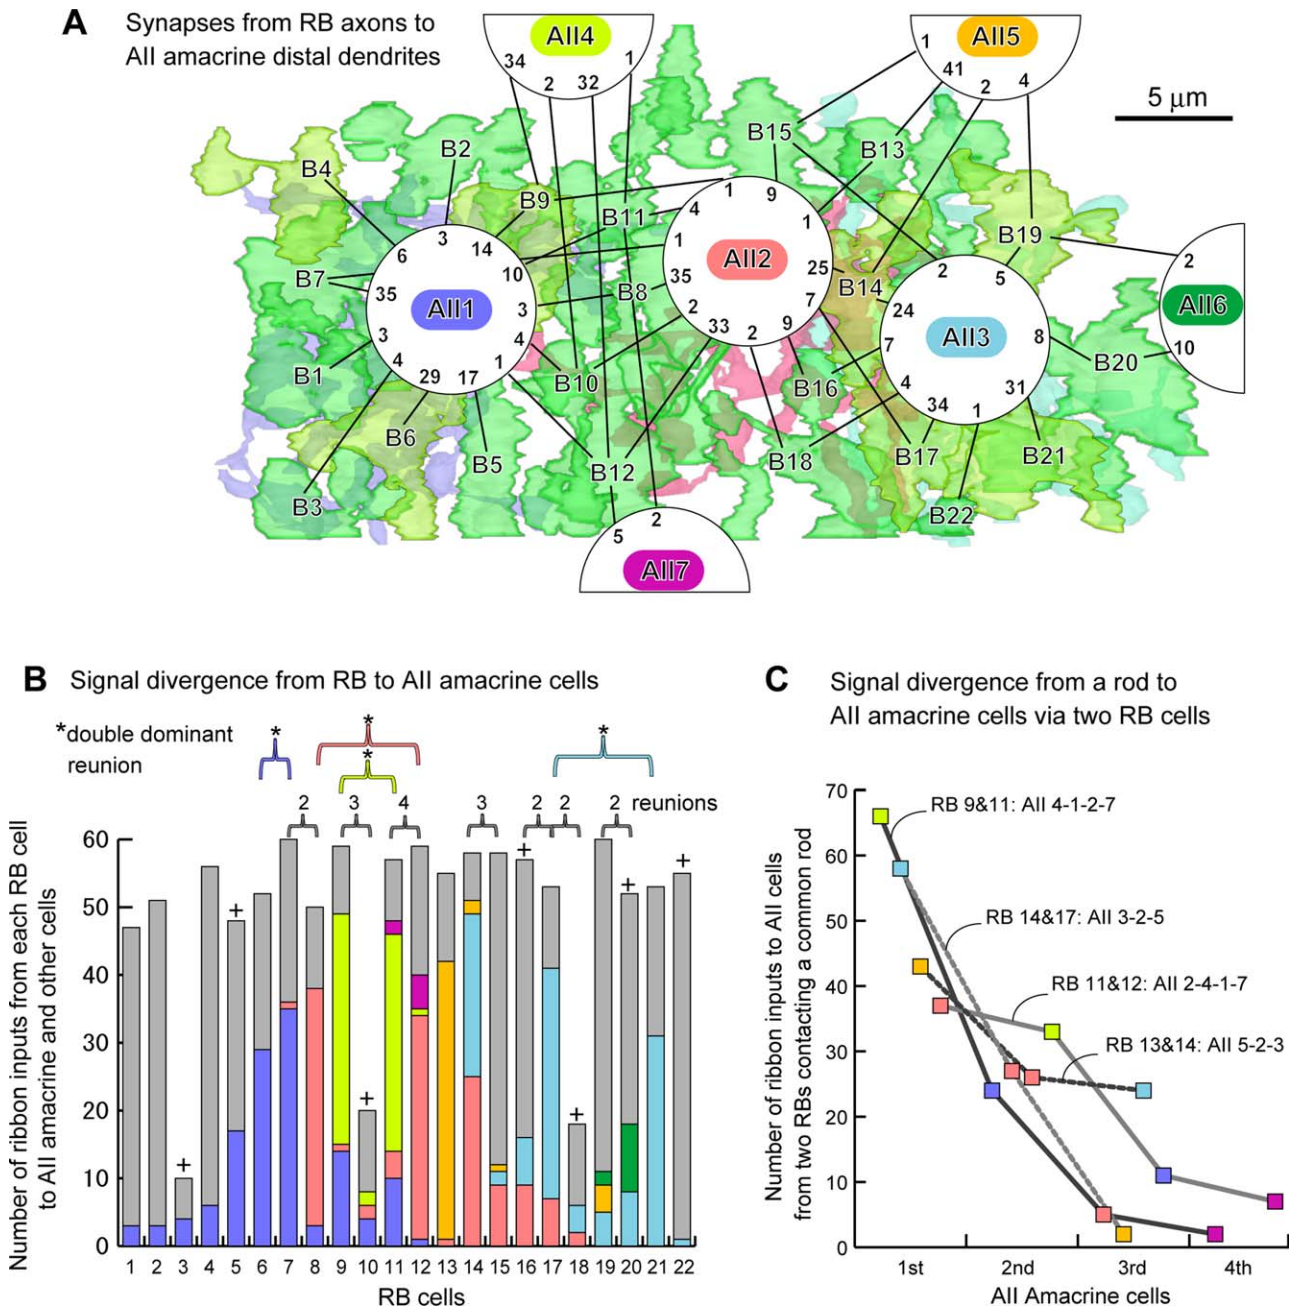 A Synapses from RB axons to
AII amacrine distal dendrites
AII4
34 2 32 1
AII5
1 41 2 4
5 µm
B15
B13
B2
B4
B9
B11
B19
B7
B8
B14
B1
B10
B16
B20
B6
B5
B12
B18
B17
B21
B3
B22
AII1
3 14 10 3 4 1 17 29 4 3 35 6
AII2
1 9 1 25 7 9 2 33 2 35 1 4
AII3
2 5 8 31 1 34 4 7 24
AII6
2
10
AII7
5 2
B Signal divergence from RB to AII amacrine cells
*double dominant
reunion
* * * *
2 3 4 3 2 2 2 reunions
Number of ribbon inputs from each RB cell
to AII amacrine and other cells
60
50
40
30
20
10
0
+ + + + + + +
1 2 3 4 5 6 7 8 9 10 11 12 13 14 15 16 17 18 19 20 21 22
RB cells
C Signal divergence from a rod to
AII amacrine cells via two RB cells
Number of ribbon inputs to AII cells
from two RBs contacting a common rod
70
60
50
40
30
20
10
0
RB 9&11: AII 4-1-2-7
RB 14&17: AII 3-2-5
RB 11&12: AII 2-4-1-7
RB 13&14: AII 5-2-3
1st 2nd 3rd 4th
AII Amacrine cells